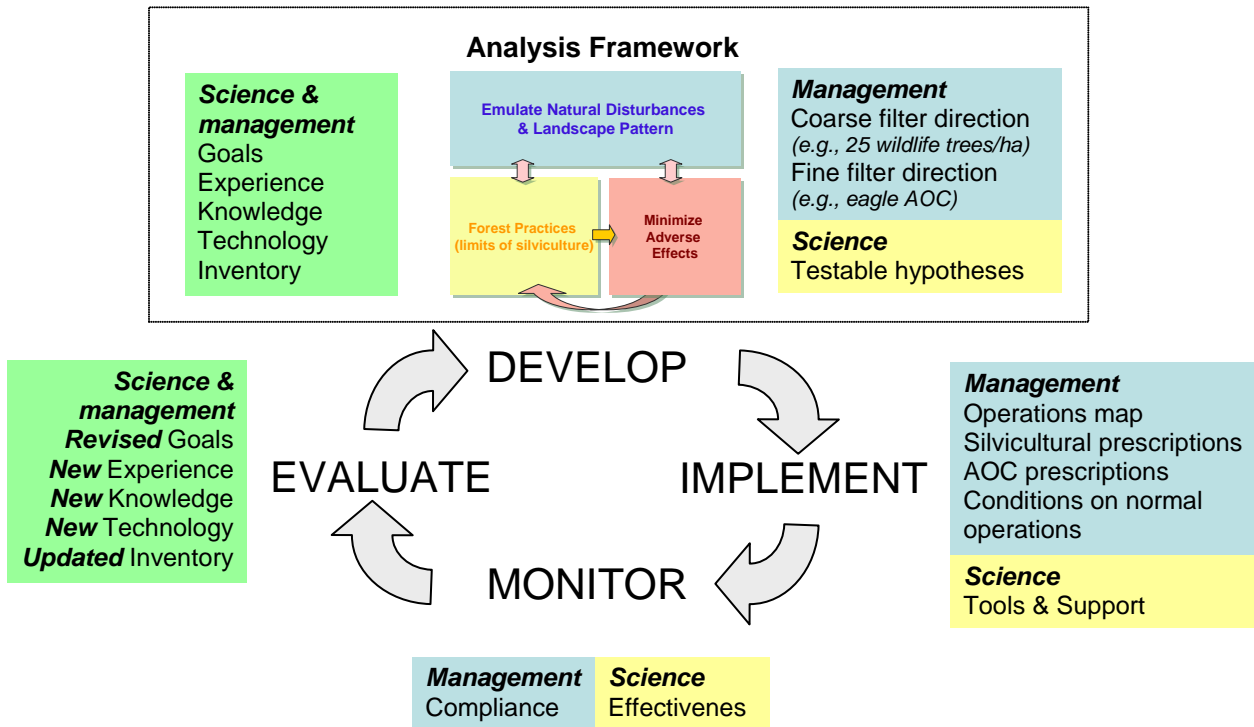 Analysis Framework
Science &
management
Goals
Experience
Knowledge
Technology
Inventory
Emulate Natural Disturbances
& Landscape Pattern
Forest Practices
(limits of silviculture)
Minimize
Adverse
Effects
Management
Coarse filter direction
(e.g., 25 wildlife trees/ha)
Fine filter direction
(e.g., eagle AOC)
Science
Testable hypotheses
DEVELOP
Science &
management
Revised Goals
New Experience
New Knowledge
New Technology
Updated Inventory
EVALUATE
IMPLEMENT
Management
Operations map
Silvicultural prescriptions
AOC prescriptions
Conditions on normal
operations
Science
Tools & Support
MONITOR
Management
Compliance
Science
Effectivenes